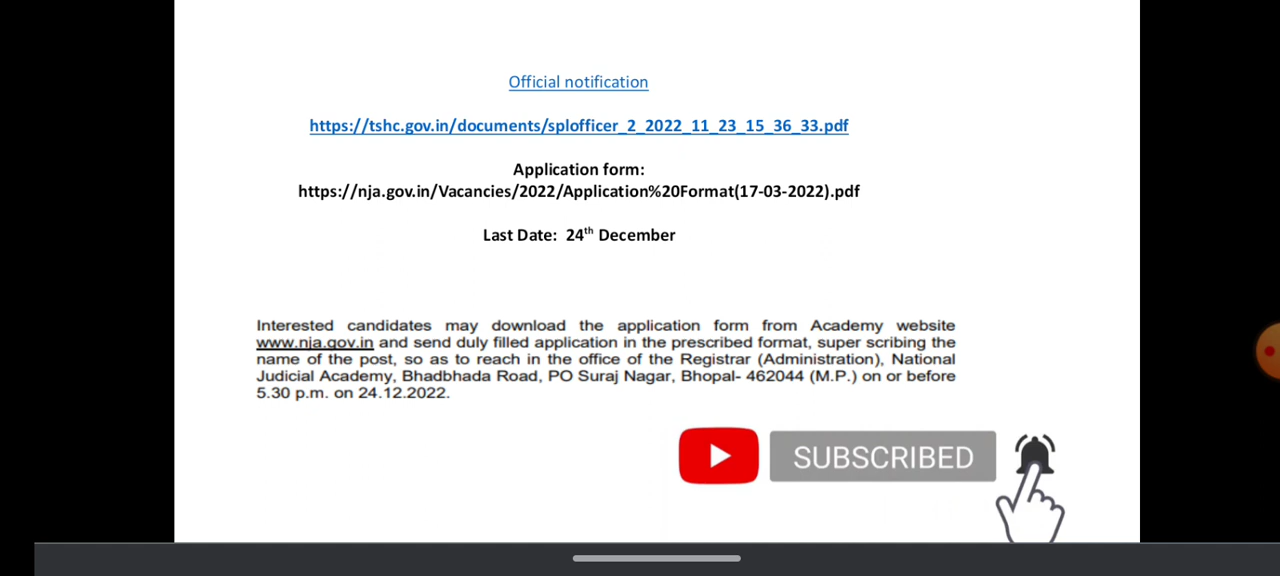 Official notification
https://tshc.gov.in/documents/splofficer_2_2022_11_23_15_36_33.pdf
Application form:
https://nja.gov.in/Vacancies/2022/Application%20Format(17-03-2022).pdf
Last Date: 24th December
Interested candidates may download the application form from Academy website
www.nja.gov.in and send duly filled application in the prescribed format, super scribing the
name of the post, so as to reach in the office of the Registrar (Administration), National
Judicial Academy, Bhadbhada Road, PO Suraj Nagar, Bhopal- 462044 (M.P.) on or before
5.30 p.m. on 24.12.2022.
SUBSCRIBED